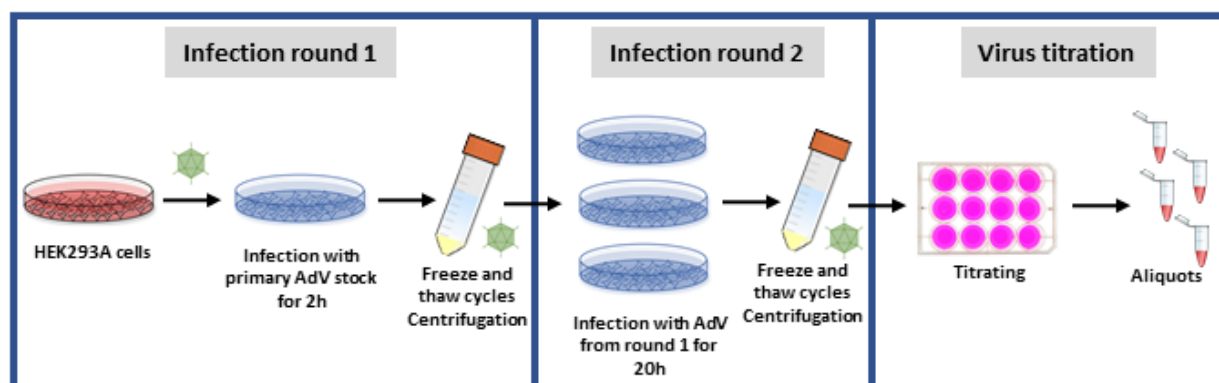 Infection round 1
HEK293A cells
Infection with
primary AdV stock
for 2h
Freeze and
thaw cycles
Centrifugation
Infection round 2
Infection with AdV
from round 1 for
20h
Freeze and
thaw cycles
Centrifugation
Virus titration
Titrating
Aliquots